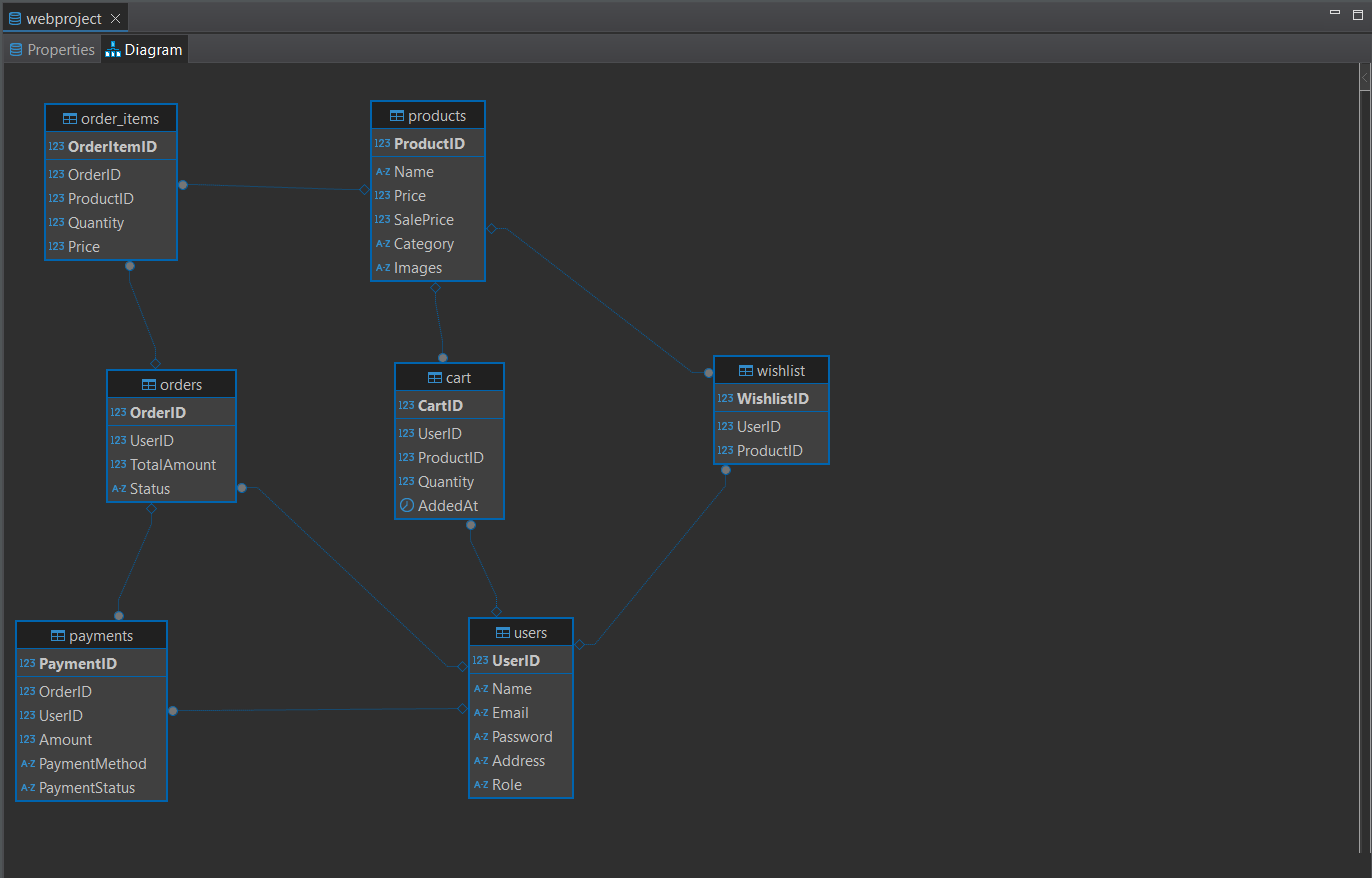 webproject
Properties
Diagram
order_items
123 OrderItemID
123 OrderID
123 ProductID
123 Quantity
123 Price
products
123 ProductID
A-Z Name
123 Price
123 SalePrice
A-Z Category
A-Z Images
orders
123 OrderID
123 UserID
123 TotalAmount
A-Z Status
cart
123 CartID
123 UserID
123 ProductID
123 Quantity
AddedAt
wishlist
123 WishlistID
123 UserID
123 ProductID
payments
123 PaymentID
123 OrderID
123 UserID
123 Amount
A-Z PaymentMethod
A-Z PaymentStatus
users
123 UserID
A-Z Name
A-Z Email
A-Z Password
A-Z Address
A-Z Role